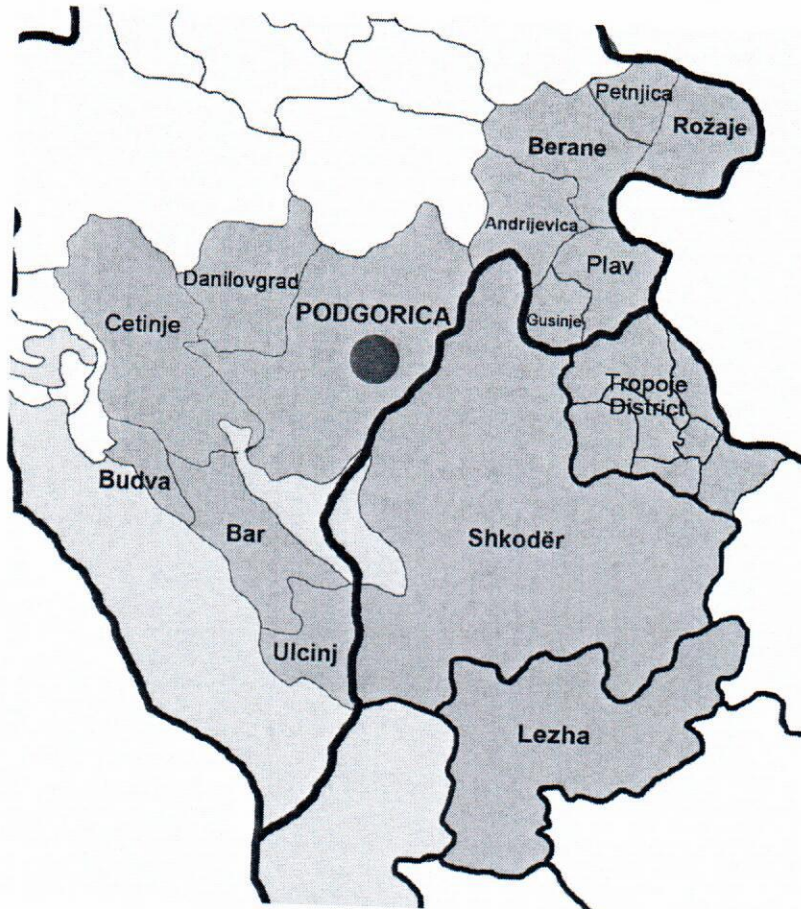 Petnjica
Rožaje
Berane
Andrijevica
Plav
Danilovgrad
PODGORICA
Gusinje
Cetinje
Tropoje
District
Budva
Bar
Shkodër
Ulcinj
Lezha